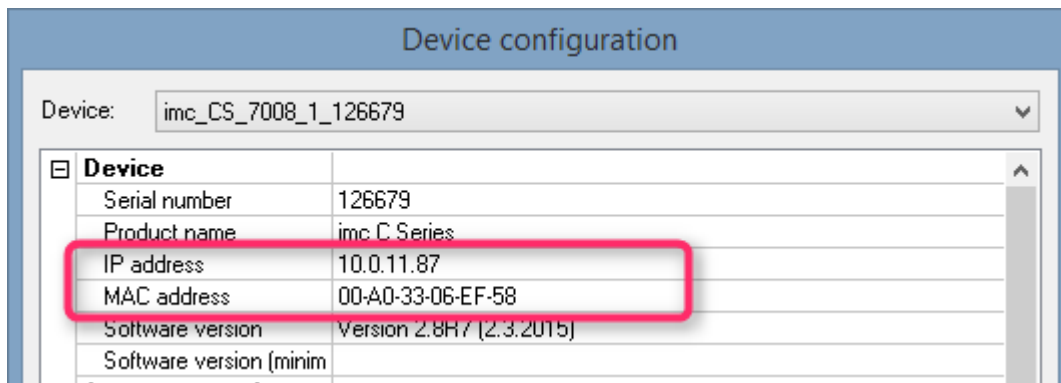 Device configuration
Device: imc_CS_7008_1_126679
Device
Serial number 126679
Product name imc C Series
IP address 10.0.11.87
MAC address 00-A0-33-06-EF-58
Software version Version 2.8R7 (2.3.2015)
Software version (minim